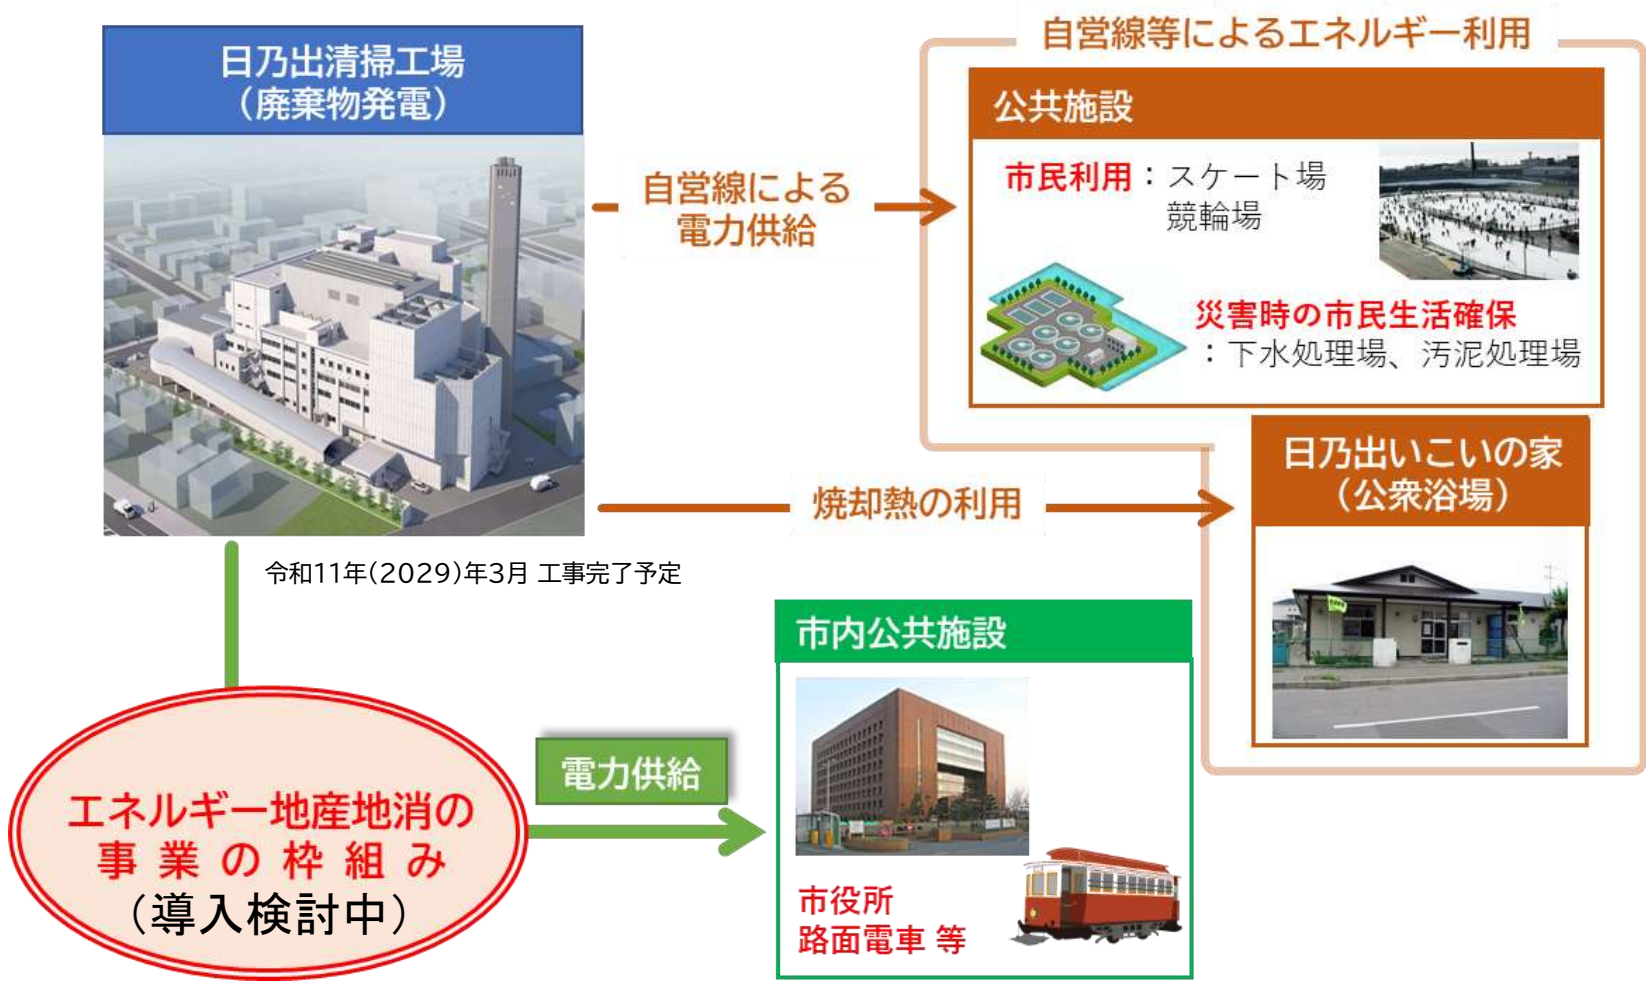 日乃出清掃工場
（廃棄物発電）
自営線による
電力供給
自営線等によるエネルギー利用
公共施設
市民利用：スケート場
競輪場
災害時の市民生活確保
：下水処理場、汚泥処理場
焼却熱の利用
日乃出いこいの家
（公衆浴場）
令和11年(2029)年3月 工事完了予定
エネルギー地産地消の
事業の枠組み
（導入検討中）
電力供給
市内公共施設
市役所
路面電車 等